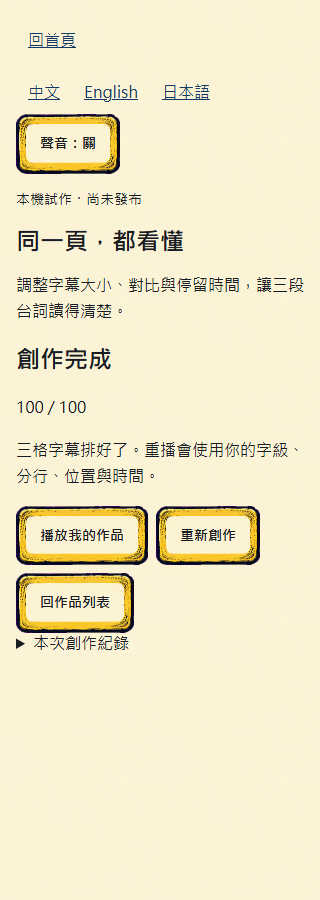 回首頁
中文 English 日本語
聲音：關
本機試作・尚未發布
同一頁，都看懂
調整字幕大小、對比與停留時間，讓三段
台詞讀得清楚。
創作完成
100 / 100
三格字幕排好了。重播會使用你的字級、
分行、位置與時間。
播放我的作品 重新創作
回作品列表
▶ 本次創作紀錄